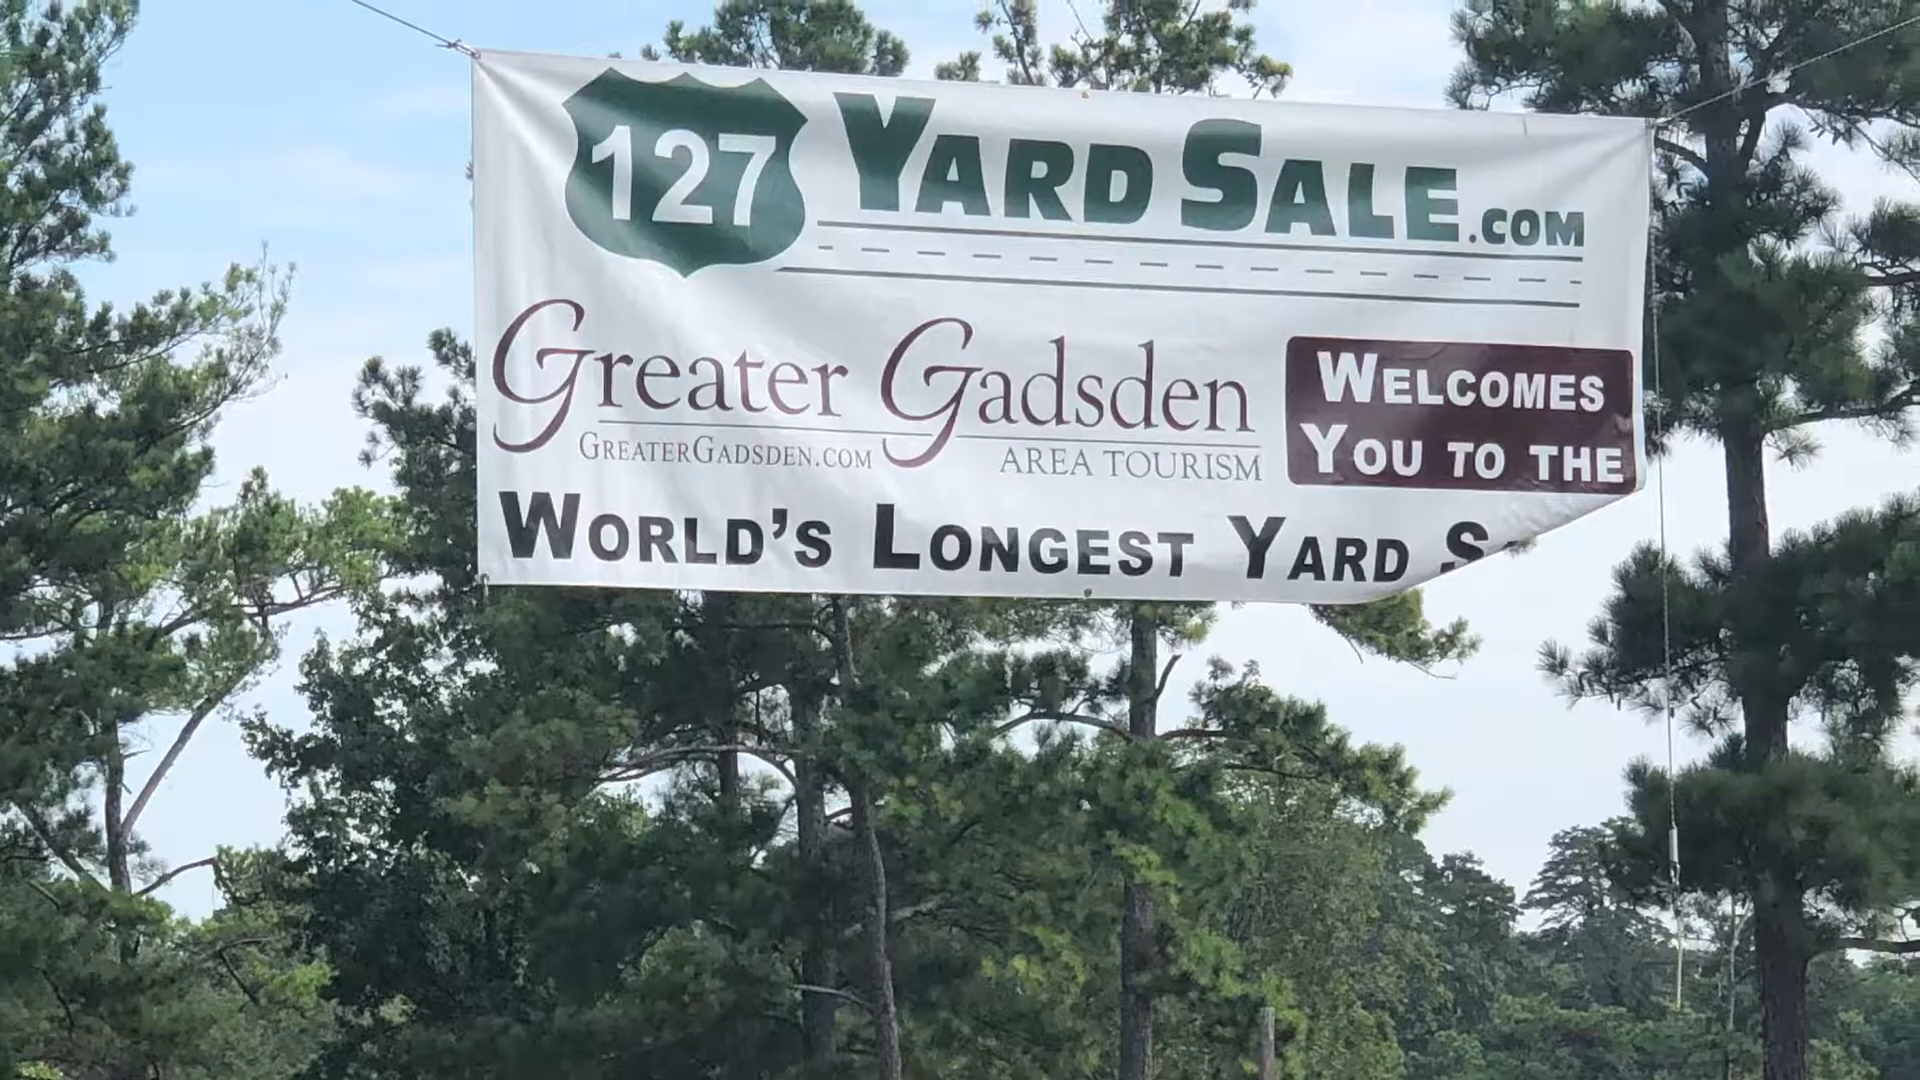 127 YARD SALE.COM
Greater Gadsden
GREATERGADSDEN.COM AREA TOURISM
WELCOMES
YOU TO THE
WORLD'S LONGEST YARD